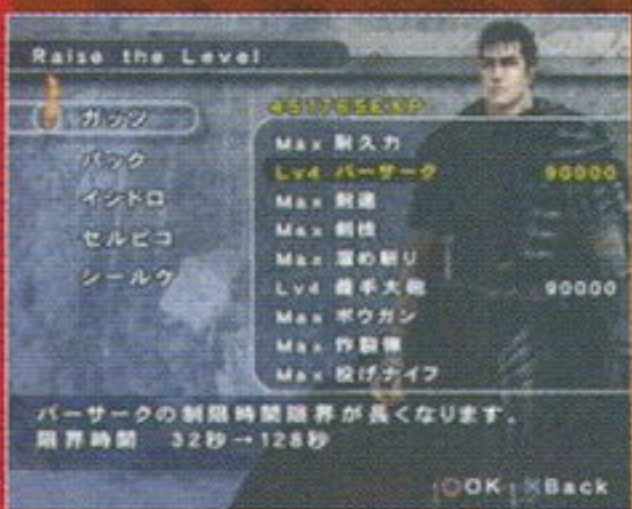 Raise the Level
ガッツ
パック
イシドロ
セルピコ
シールケ
451765EXP
Max 耐久力
Lv4 バーサーク 90000
Max 剣速
Max 剣技
Max 溜め斬り
Lv4 義手大砲 90000
Max ボウガン
Max 炸裂弾
Max 投げナイフ
バーサークの制限時間限界が長くなります。
限界時間 32秒→128秒
○OK ×Back